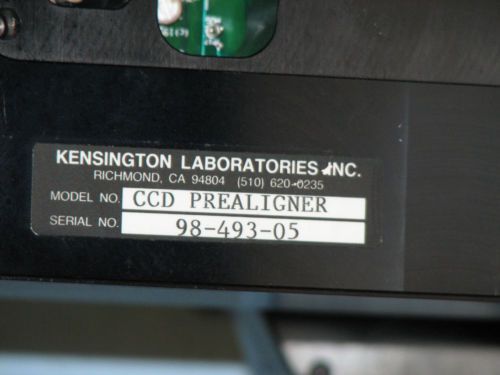 KENSINGTON LABORATORIES INC.
RICHMOND, CA 94804 (510) 620-0235
MODEL NO. CCD PREALIGNER
SERIAL NO. 98-493-05